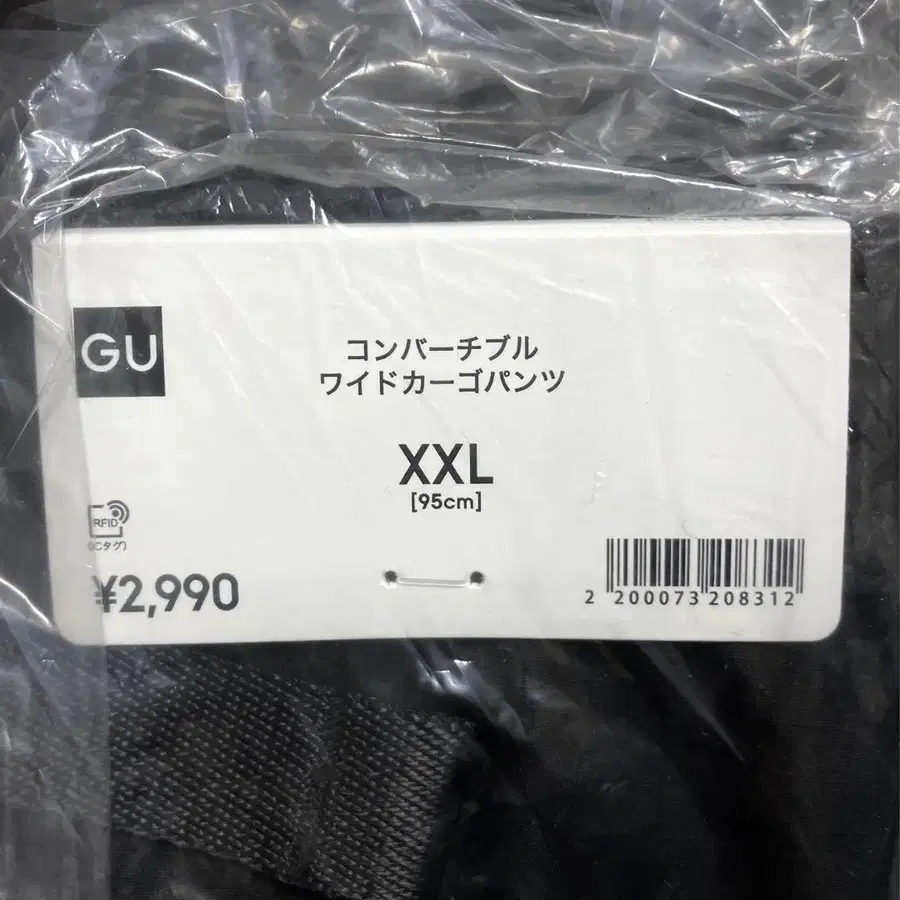 GU
コンバーチブル
ワイドカーゴパンツ
XXL
[95cm]
RFID
(ICタグ)
¥2,990
2 200073 208312